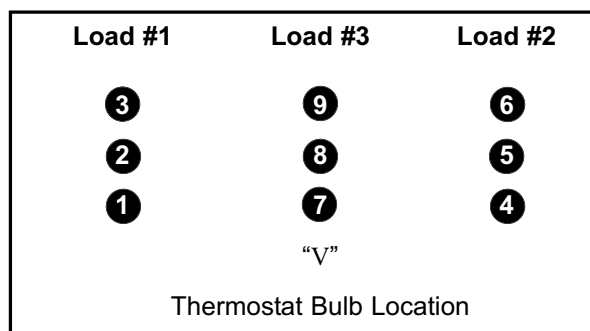 Load #1 Load #3 Load #2
3 9 6
2 8 5
1 7 4
“V”
Thermostat Bulb Location